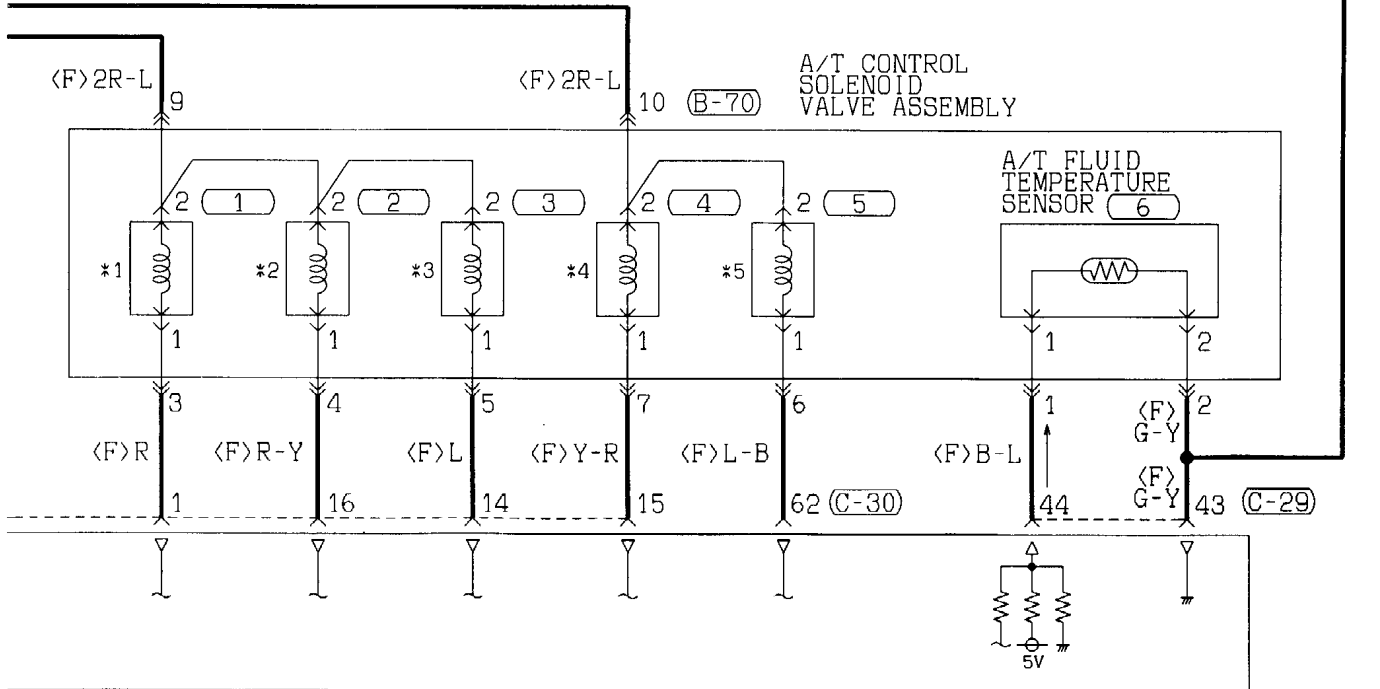 〈F〉2R-L
〈F〉2R-L
A/T CONTROL
SOLENOID
VALVE ASSEMBLY
9
10 B-70
A/T FLUID
TEMPERATURE
SENSOR 6
2 1
2 2
2 3
2 4
2 5
*1
*2
*3
*4
*5
1
1
1
1
1
1
2
3
4
5
7
6
1
2
〈F〉R
〈F〉R-Y
〈F〉L
〈F〉Y-R
〈F〉L-B
〈F〉B-L
〈F〉
G-Y
〈F〉
G-Y
1
16
14
15
62 C-30
44
43 C-29
5V